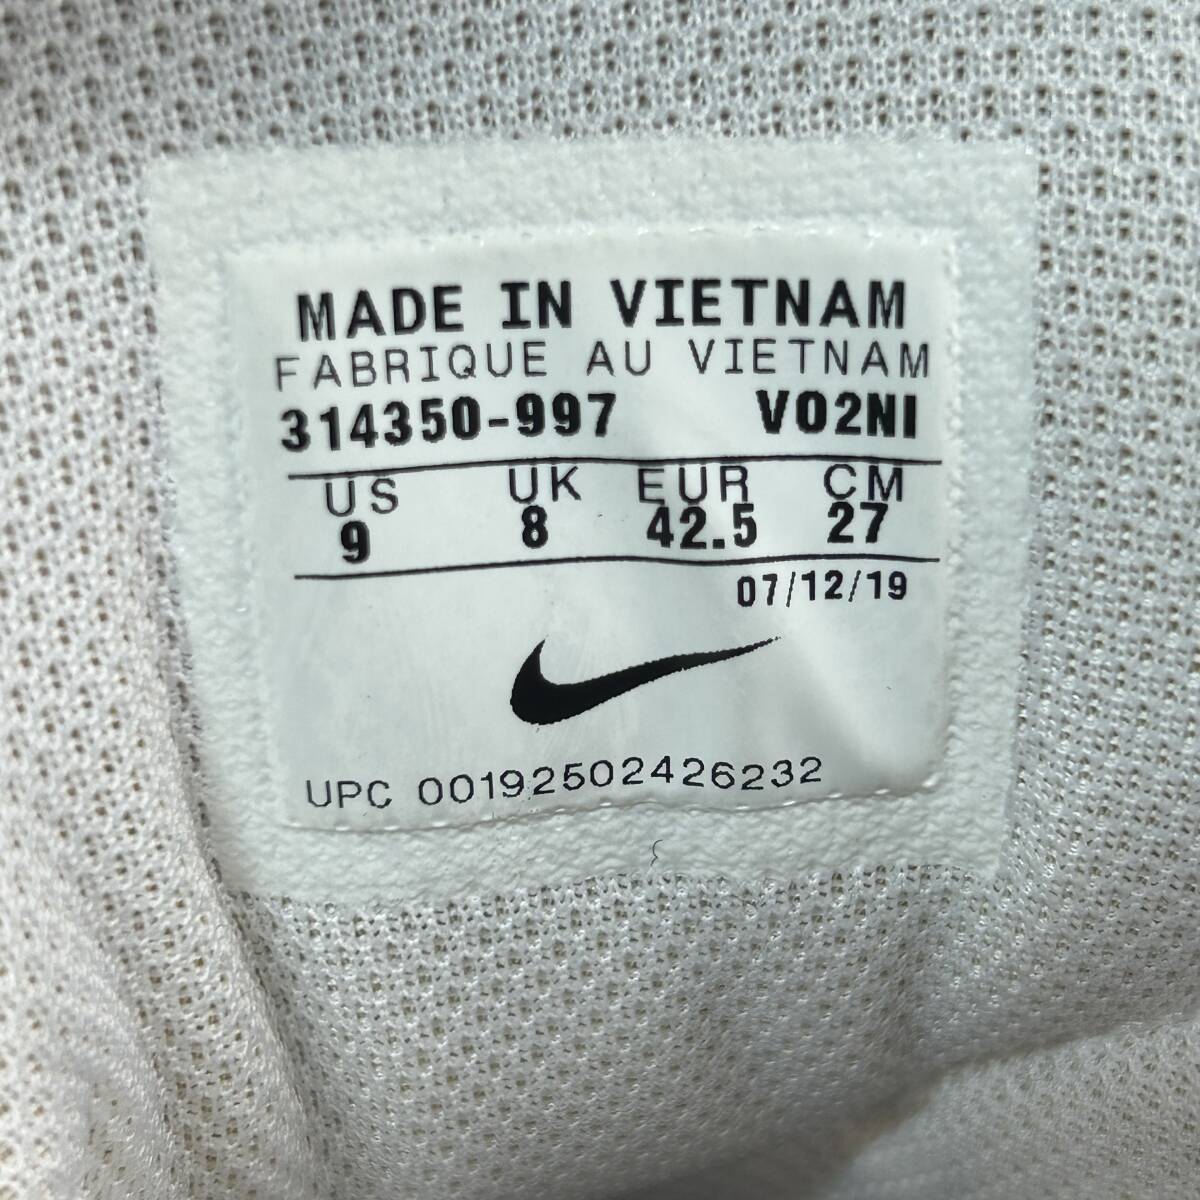 MADE IN VIETNAM
FABRIQUE AU VIETNAM
314350-997 VO2NI
US UK EUR CM
9 8 42.5 27
07/12/19
UPC 00192502426232